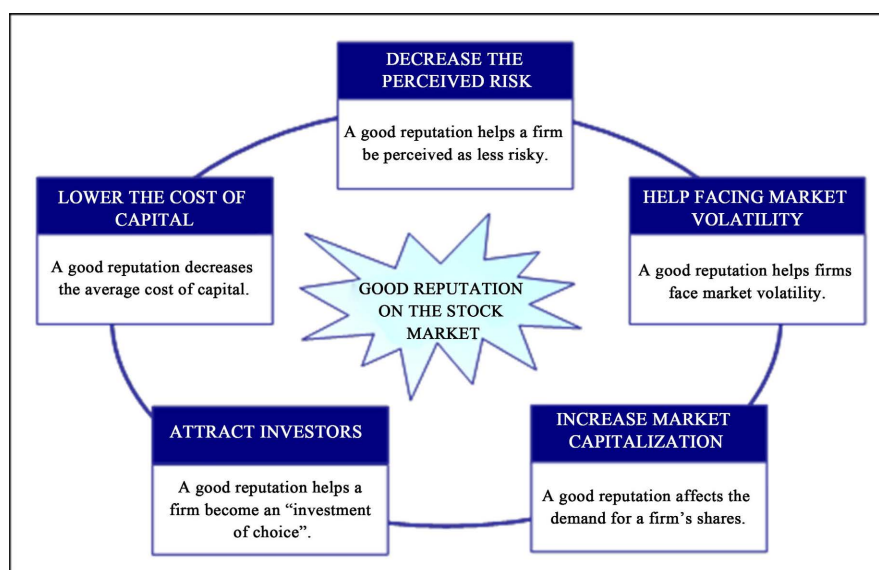 DECREASE THE
PERCEIVED RISK
A good reputation helps a firm
be perceived as less risky.
LOWER THE COST OF
CAPITAL
A good reputation decreases
the average cost of capital.
HELP FACING MARKET
VOLATILITY
A good reputation helps firms
face market volatility.
GOOD REPUTATION
ON THE STOCK
MARKET
ATTRACT INVESTORS
A good reputation helps a
firm become an “investment
of choice”.
INCREASE MARKET
CAPITALIZATION
A good reputation affects the
demand for a firm’s shares.